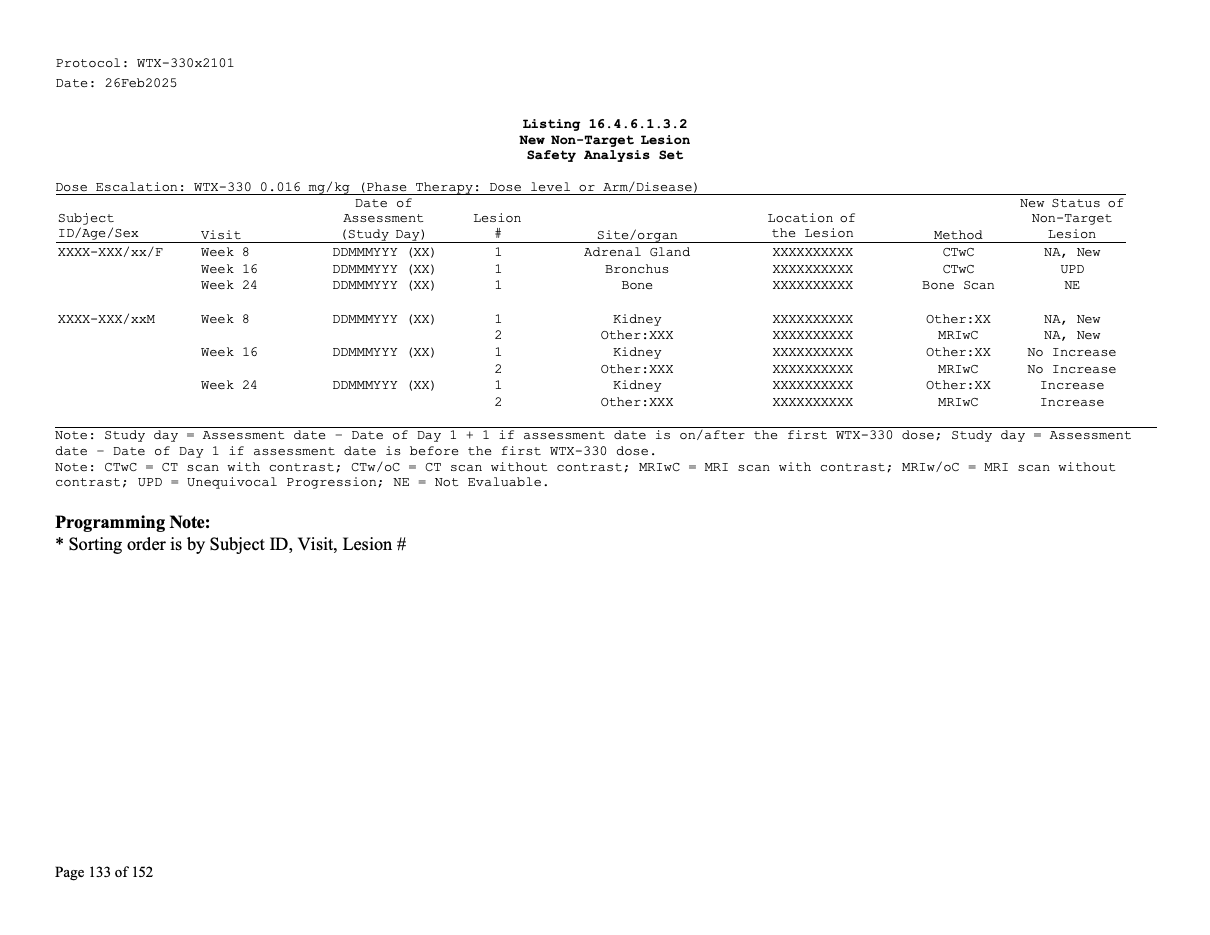 Protocol: WTX-330x2101
Date: 26Feb2025
Listing 16.4.6.1.3.2
New Non-Target Lesion
Safety Analysis Set
Dose Escalation: WTX-330 0.016 mg/kg (Phase Therapy: Dose level or Arm/Disease)
Date of New Status of
Subject Assessment Lesion Location of Non-Target
ID/Age/Sex Visit (Study Day) # Site/organ the Lesion Method Lesion
XXXX-XXX/xx/F Week 8 DDMMMYYY (XX) 1 Adrenal Gland XXXXXXXXXX CTwC NA, New
Week 16 DDMMMYYY (XX) 1 Bronchus XXXXXXXXXX CTwC UPD
Week 24 DDMMMYYY (XX) 1 Bone XXXXXXXXXX Bone Scan NE
XXXX-XXX/xxM Week 8 DDMMMYYY (XX) 1 Kidney XXXXXXXXXX Other:XX NA, New
2 Other:XXX XXXXXXXXXX MRIwC NA, New
Week 16 DDMMMYYY (XX) 1 Kidney XXXXXXXXXX Other:XX No Increase
2 Other:XXX XXXXXXXXXX MRIwC No Increase
Week 24 DDMMMYYY (XX) 1 Kidney XXXXXXXXXX Other:XX Increase
2 Other:XXX XXXXXXXXXX MRIwC Increase
Note: Study day = Assessment date – Date of Day 1 + 1 if assessment date is on/after the first WTX-330 dose; Study day = Assessment
date – Date of Day 1 if assessment date is before the first WTX-330 dose.
Note: CTwC = CT scan with contrast; CTw/oC = CT scan without contrast; MRIwC = MRI scan with contrast; MRIw/oC = MRI scan without
contrast; UPD = Unequivocal Progression; NE = Not Evaluable.
Programming Note:
* Sorting order is by Subject ID, Visit, Lesion #
Page 133 of 152